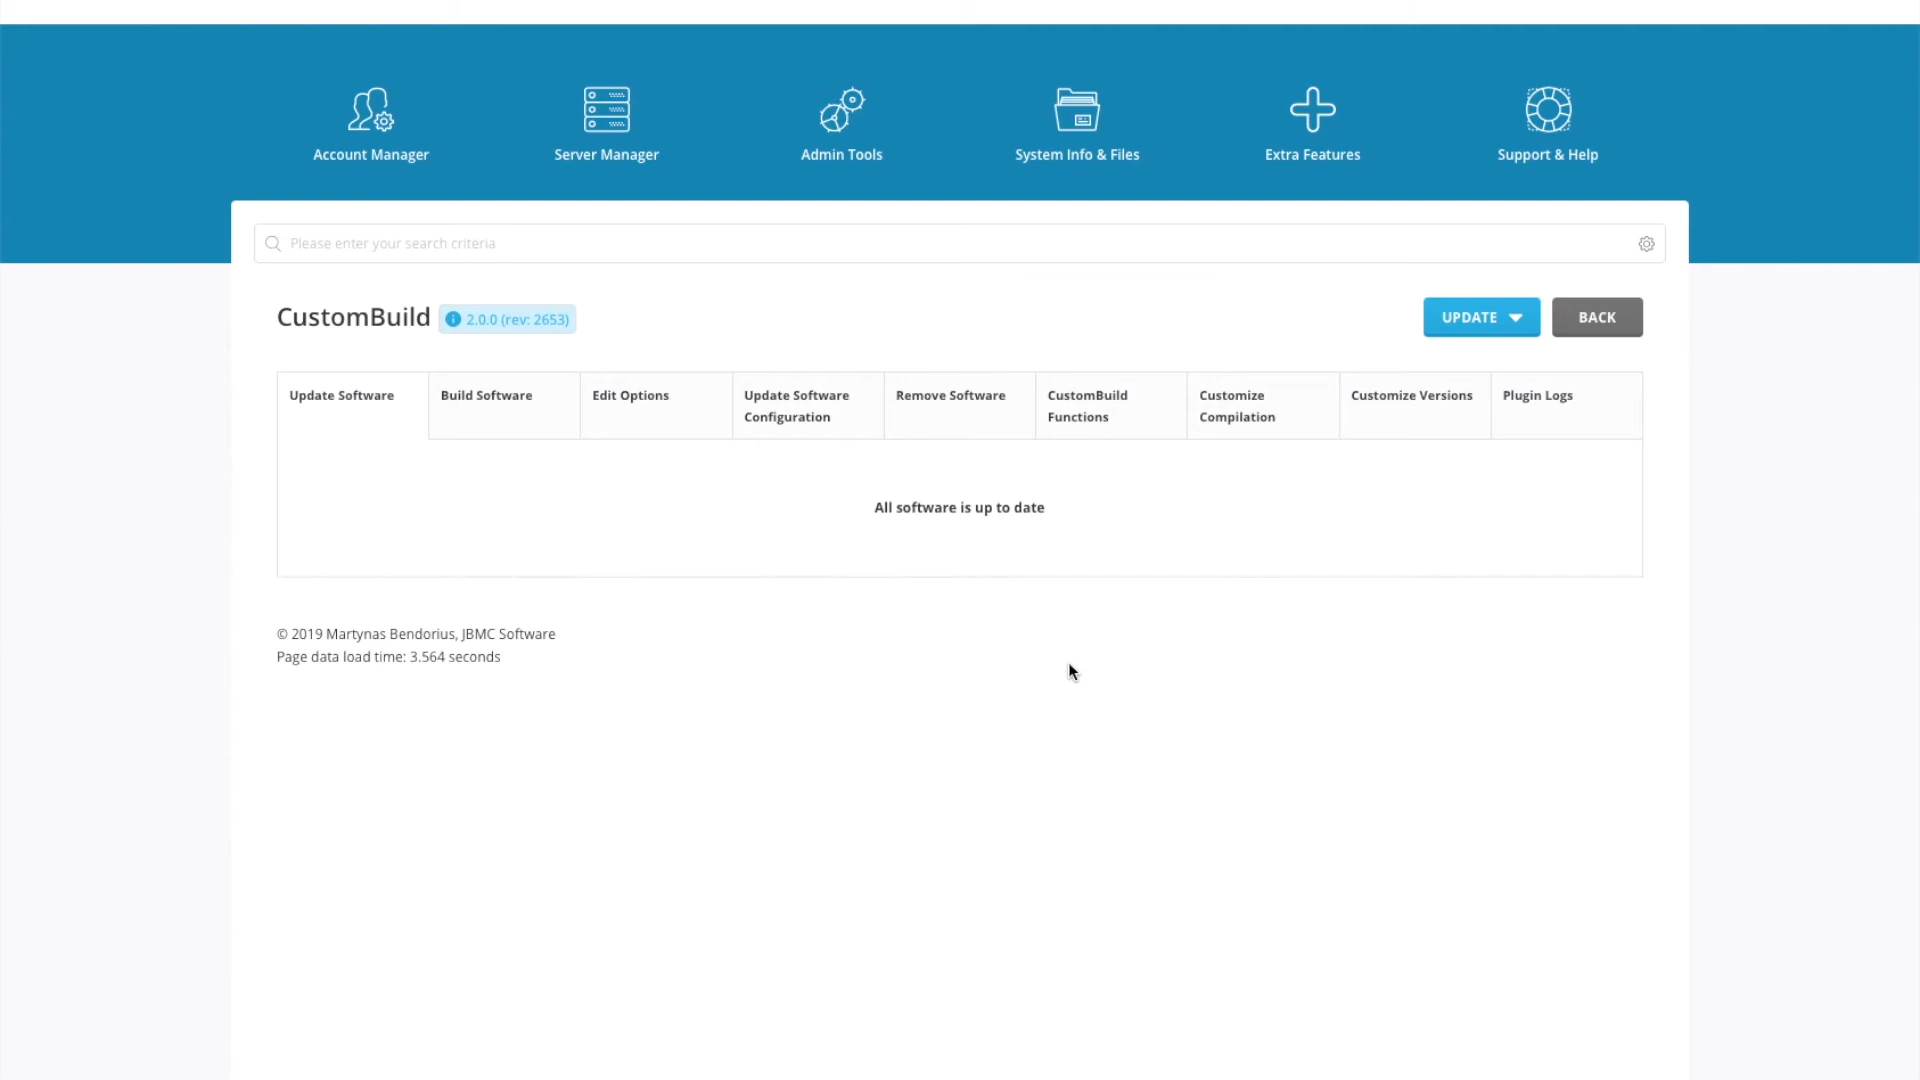 Account Manager
Server Manager
Admin Tools
System Info & Files
Extra Features
Support & Help
Please enter your search criteria
CustomBuild
2.0.0 (rev: 2653)
UPDATE
BACK
Update Software
Build Software
Edit Options
Update Software
Configuration
Remove Software
CustomBuild
Functions
Customize
Compilation
Customize Versions
Plugin Logs
All software is up to date
© 2019 Martynas Bendorius, JBMC Software
Page data load time: 3.564 seconds